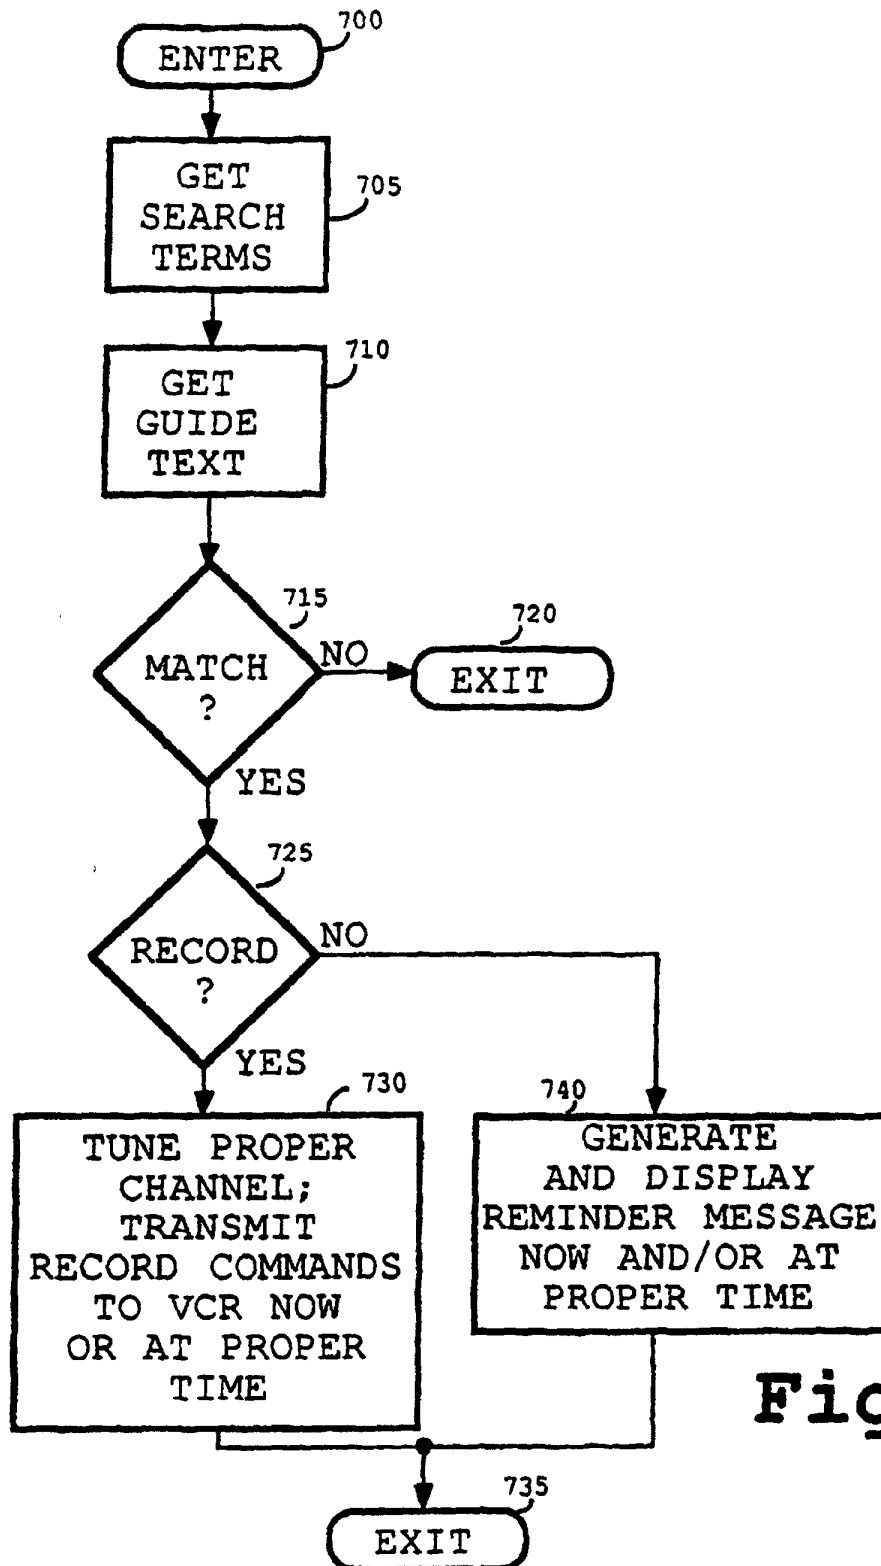 700
ENTER
GET
SEARCH
TERMS
705
710
GET
GUIDE
TEXT
715
MATCH
?
NO
720
EXIT
YES
725
RECORD
?
NO
YES
730
TUNE PROPER
CHANNEL;
TRANSMIT
RECORD COMMANDS
TO VCR NOW
OR AT PROPER
TIME
740
GENERATE
AND DISPLAY
REMINDER MESSAGE
NOW AND/OR AT
PROPER TIME
Fig
735
EXIT